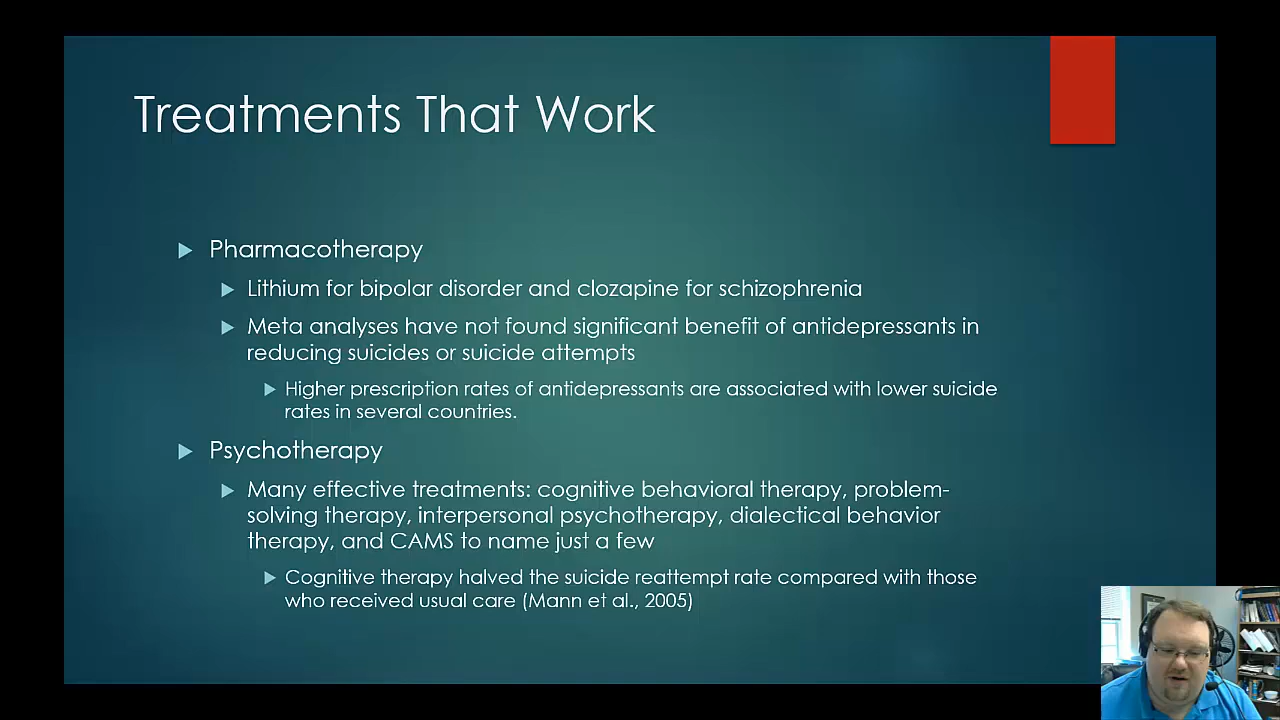 Treatments That Work
Pharmacotherapy
Lithium for bipolar disorder and clozapine for schizophrenia
Meta analyses have not found significant benefit of antidepressants in
reducing suicides or suicide attempts
Higher prescription rates of antidepressants are associated with lower suicide
rates in several countries.
Psychotherapy
Many effective treatments: cognitive behavioral therapy, problem-
solving therapy, interpersonal psychotherapy, dialectical behavior
therapy, and CAMS to name just a few
Cognitive therapy halved the suicide reattempt rate compared with those
who received usual care (Mann et al., 2005)